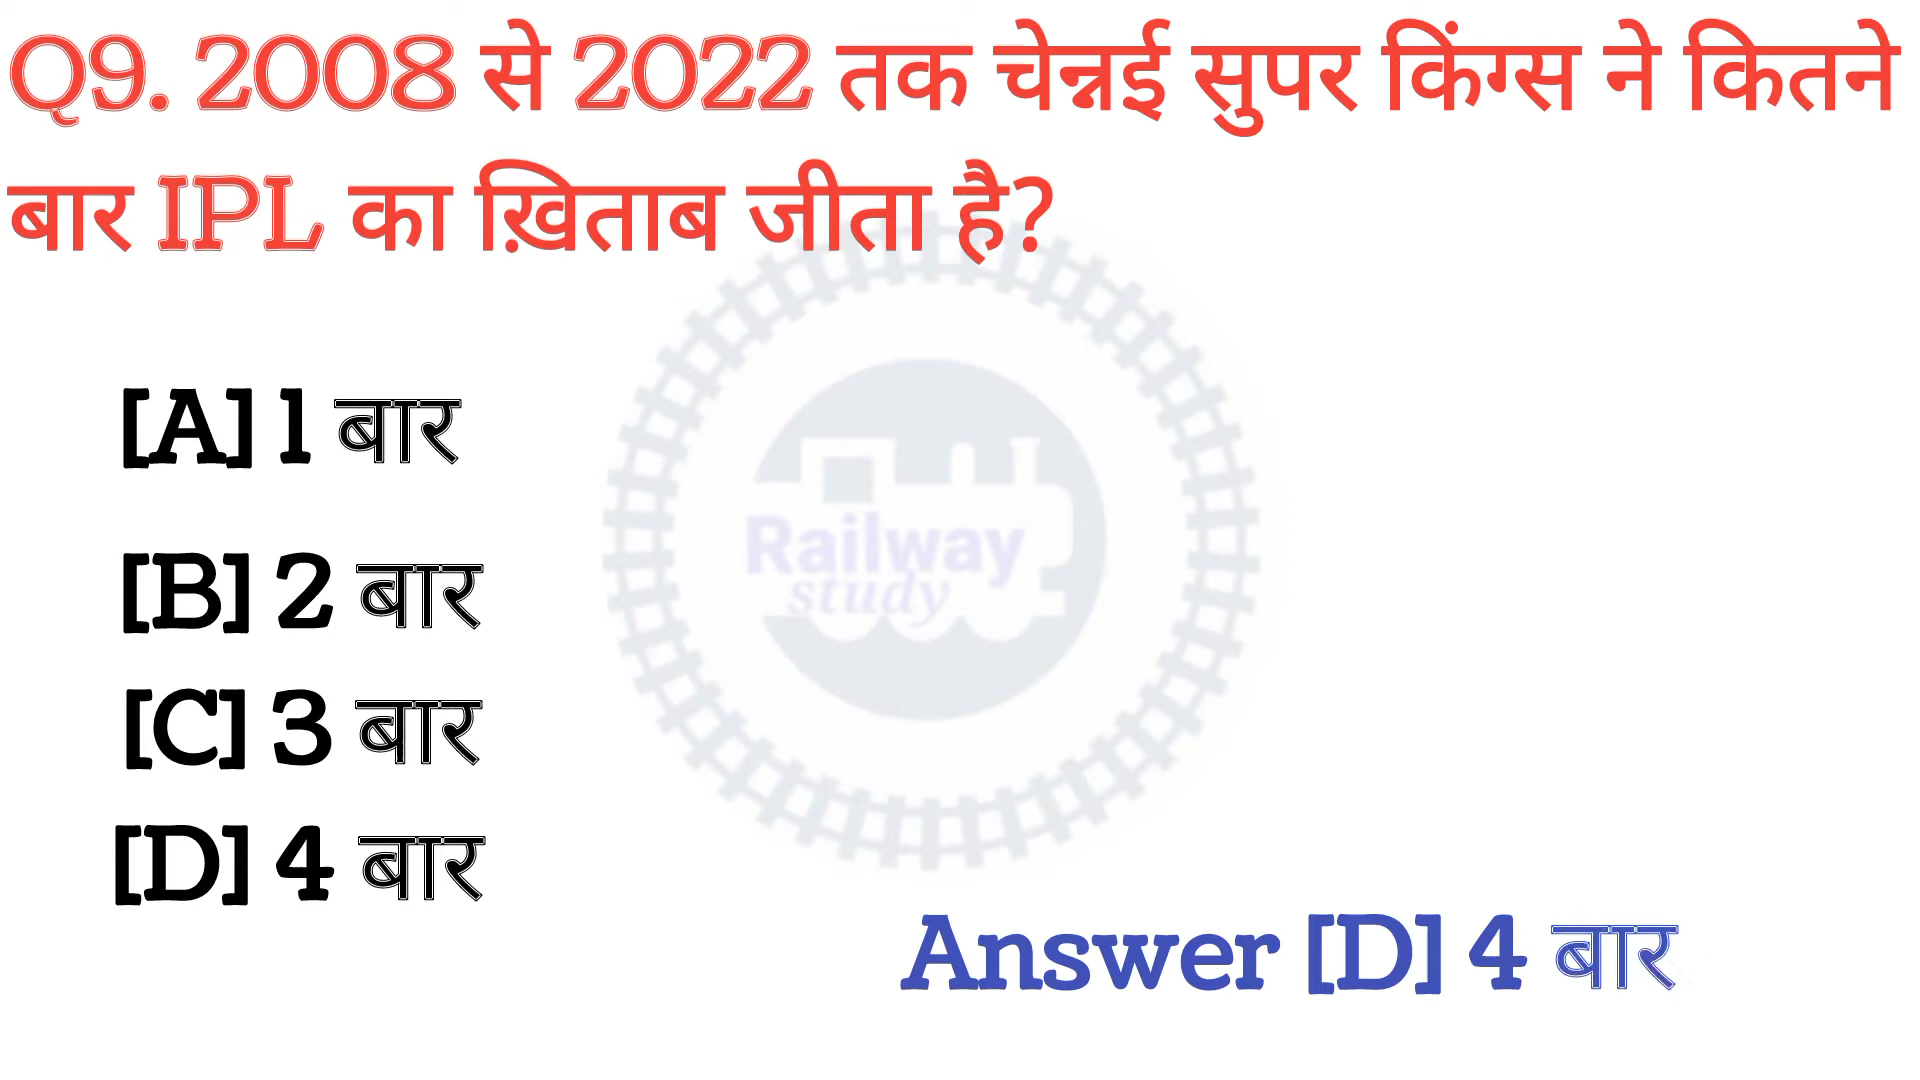 Q9. 2008 से 2022 तक चेन्नई सुपर किंग्स ने कितने
बार IPL का ख़िताब जीता है?
[A] 1 बार
[B] 2 बार
Railway
study
[C] 3 बार
[D] 4 बार
Answer [D] 4 बार